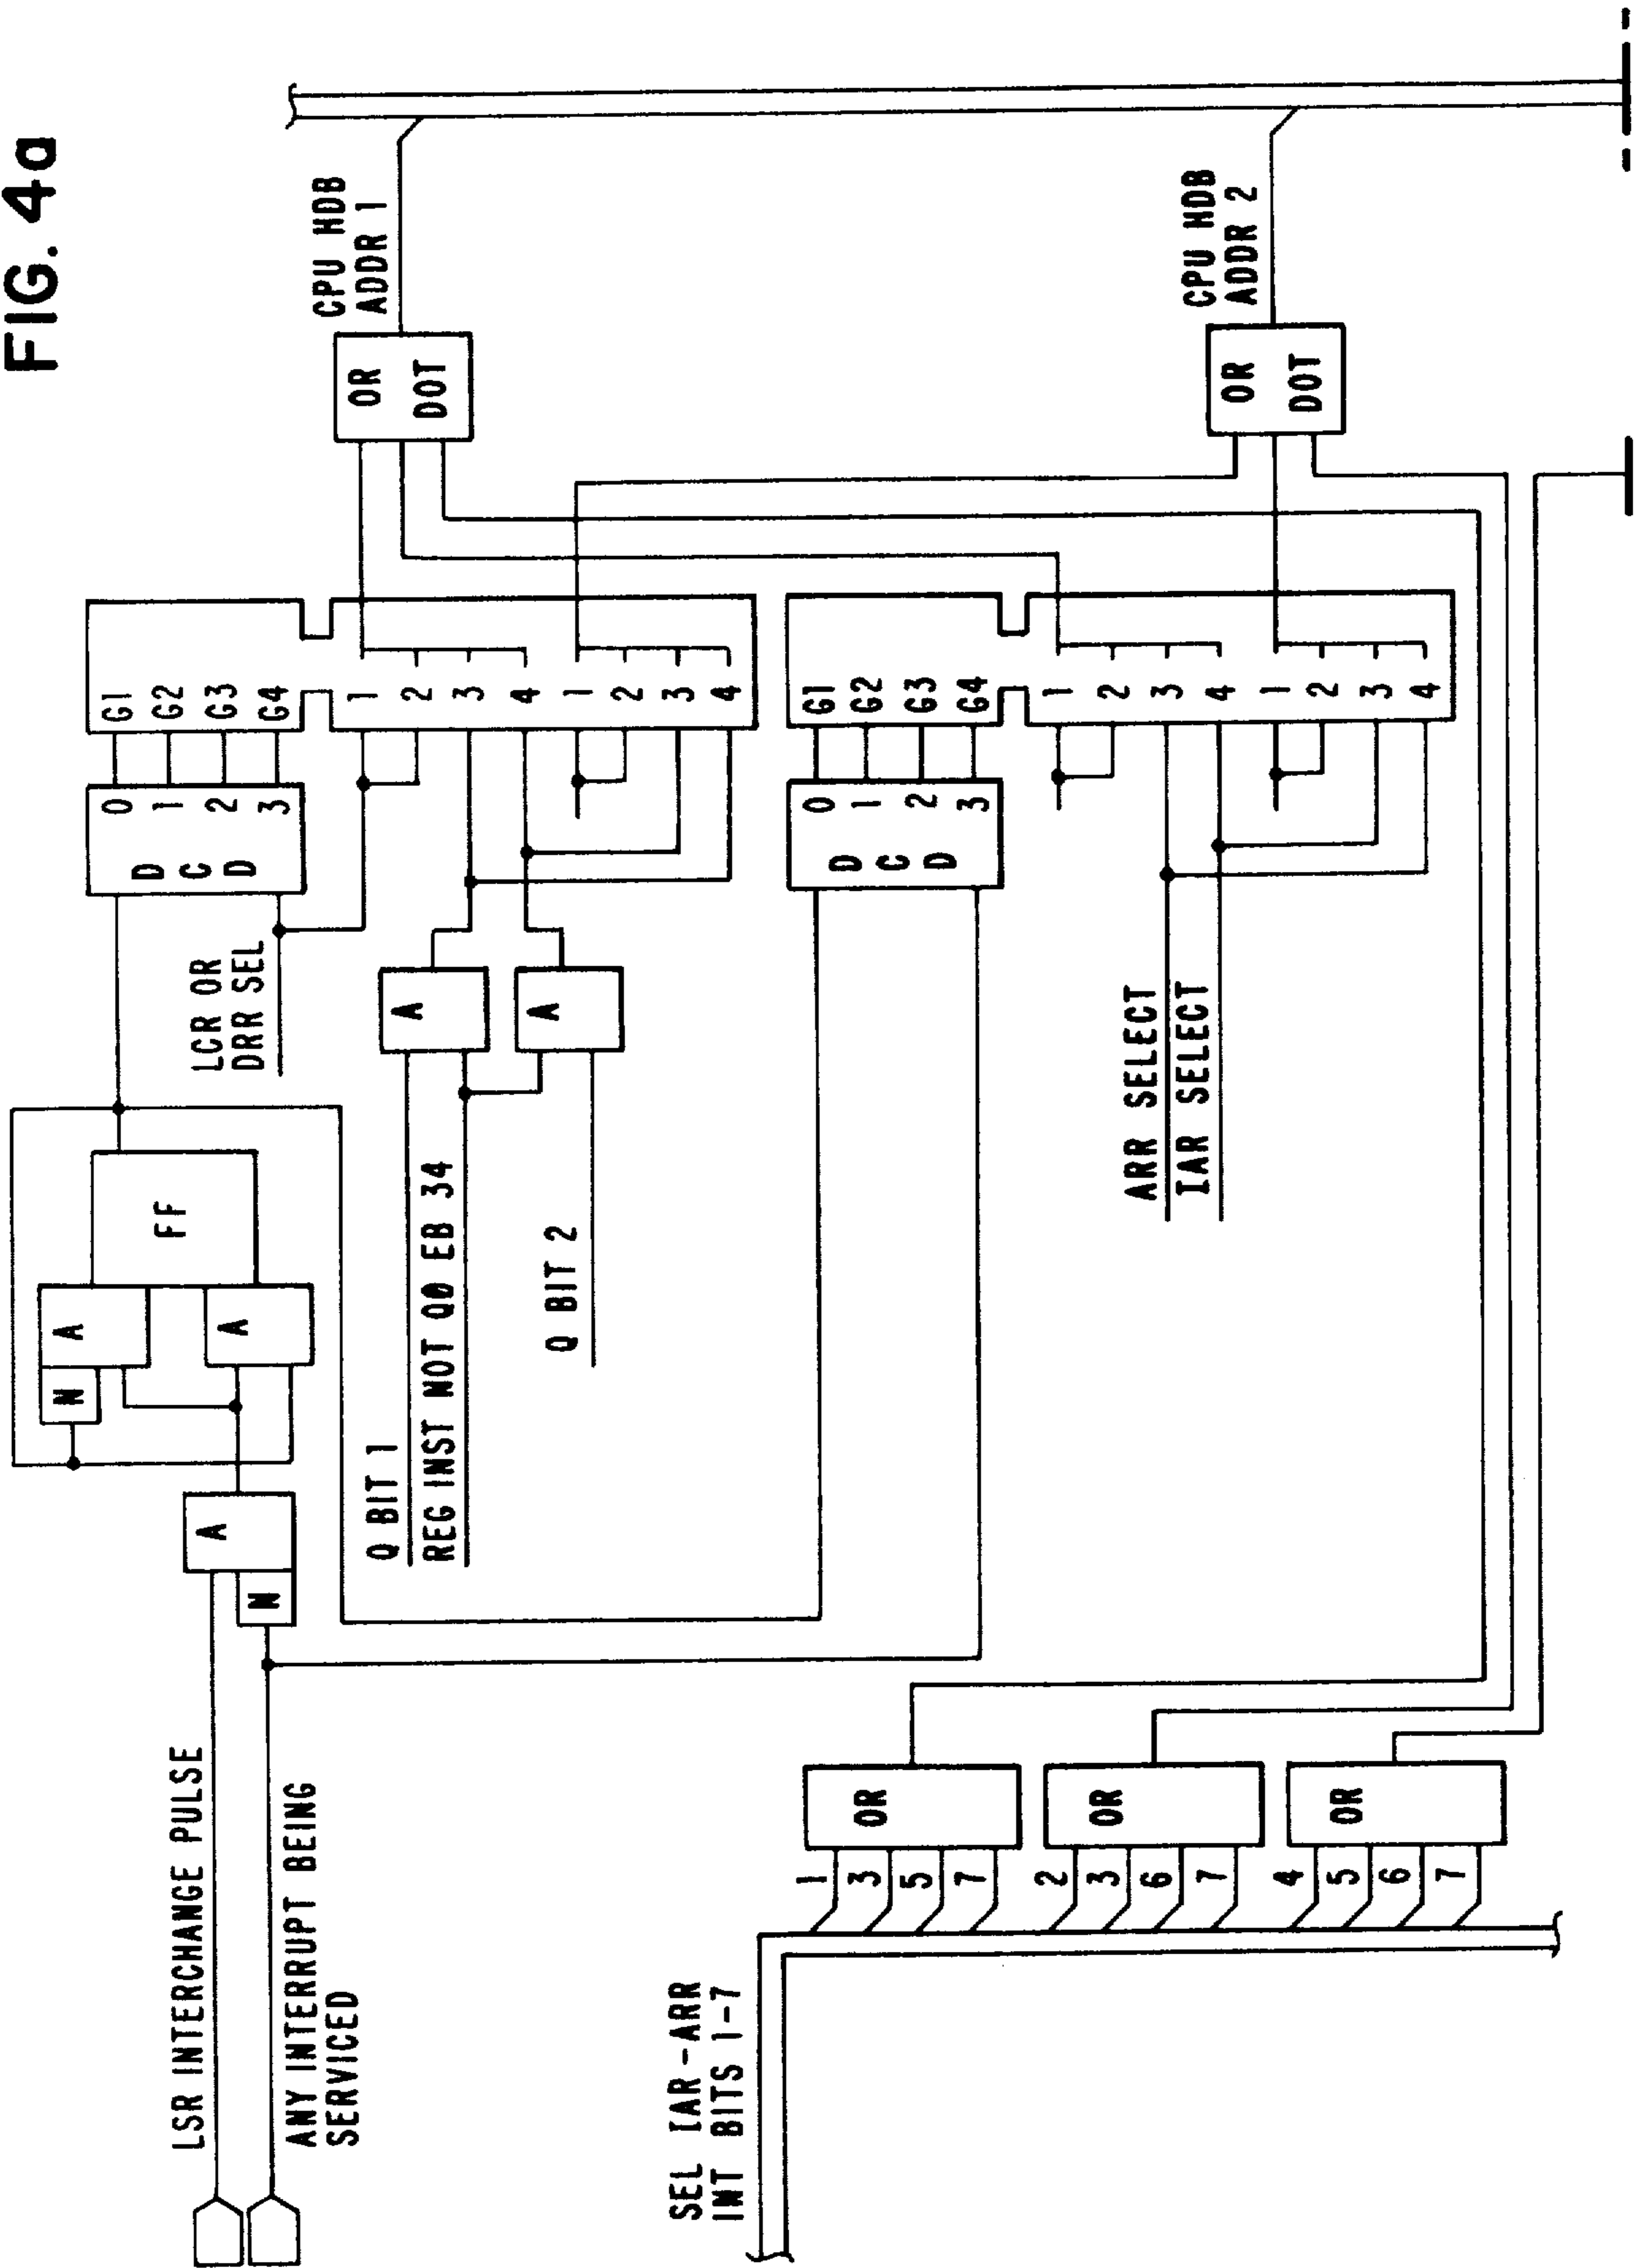 FIG. 4a
LSR INTERCHANGE PULSE
ANY INTERRUPT BEING
SERVICED
A
N
N
A
A
FF
LCR OR
DRR SEL
D
C
D
0
1
2
3
G1
G2
G3
G4
1
2
3
4
1
2
3
4
Q BIT 1
REG INST NOT QØ EB 34
Q BIT 2
A
A
OR
DOT
CPU HDB
ADDR 1
D
C
D
0
1
2
3
G1
G2
G3
G4
1
2
3
4
1
2
3
4
ARR SELECT
IAR SELECT
OR
DOT
CPU HDB
ADDR 2
SEL IAR-ARR
INT BITS 1-7
1
3
5
7
OR
2
3
6
7
OR
4
5
6
7
OR